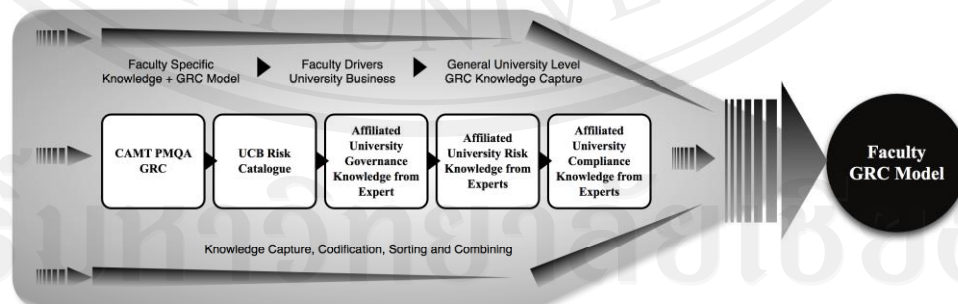 Faculty Specific
Knowledge + GRC Model
Faculty Drivers
University Business
General University Level
GRC Knowledge Capture
CAMT PMQA
GRC
UCB Risk
Catalogue
Affiliated
University
Governance
Knowledge from
Expert
Affiliated
University Risk
Knowledge from
Experts
Affiliated
University
Compliance
Knowledge from
Experts
Faculty
GRC Model
Knowledge Capture, Codification, Sorting and Combining